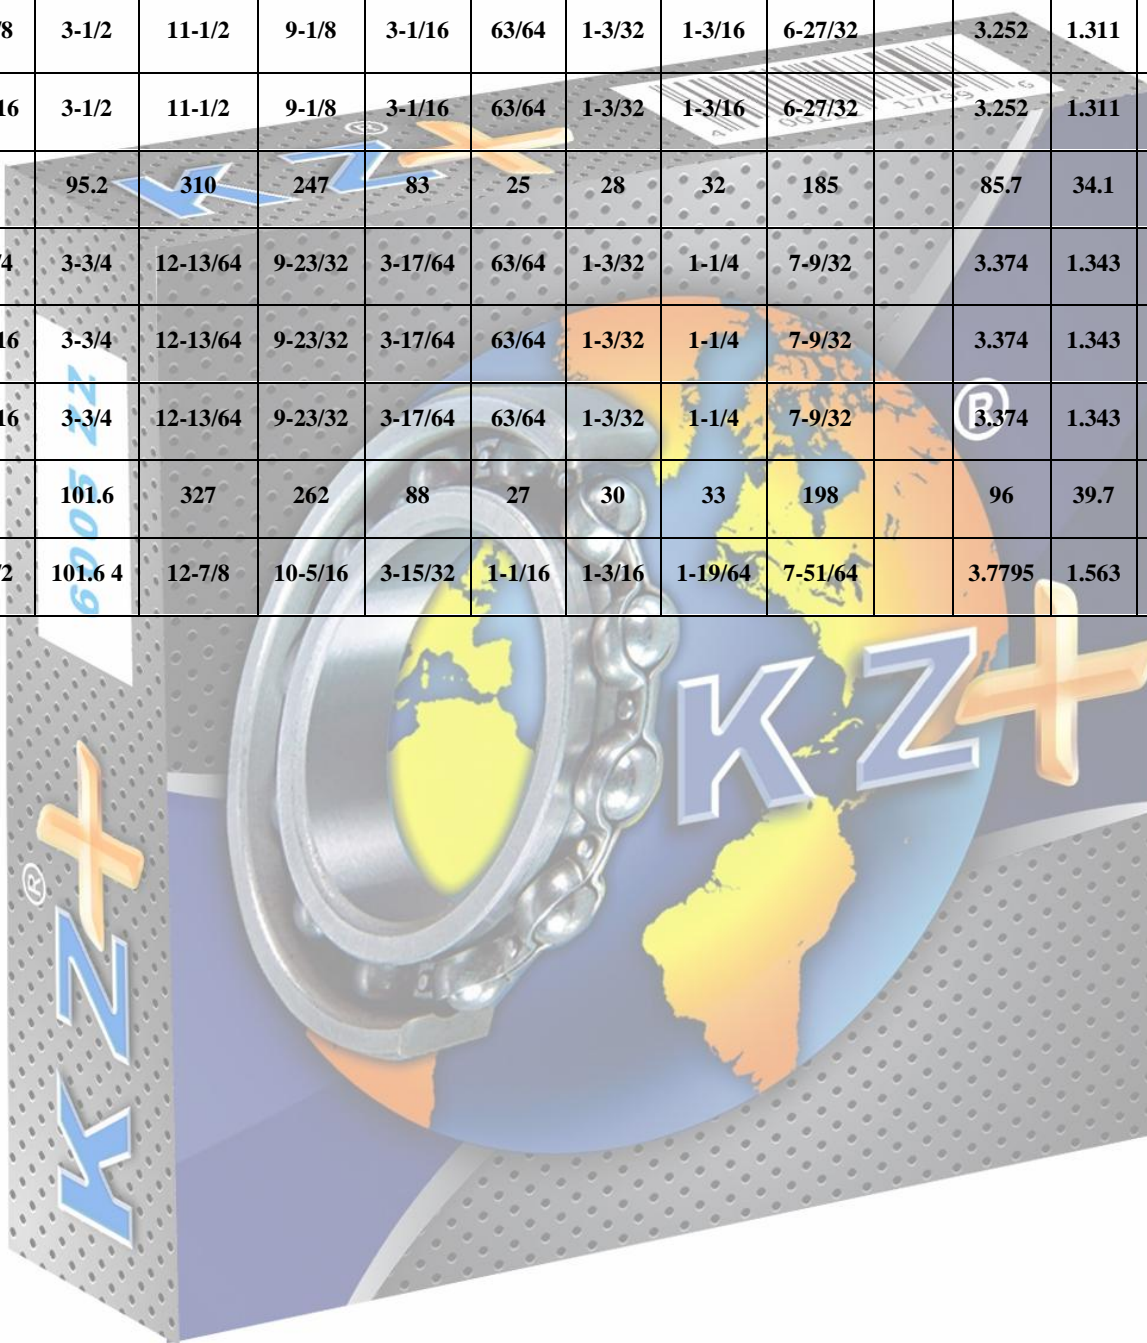 /8 3-1/2 11-1/2 9-1/8 3-1/16 63/64 1-3/32 1-3/16 6-27/32 3.252 1.311
16 3-1/2 11-1/2 9-1/8 3-1/16 63/64 1-3/32 1-3/16 6-27/32 3.252 1.311
95.2 310 247 83 25 28 32 185 85.7 34.1
/4 3-3/4 12-13/64 9-23/32 3-17/64 63/64 1-3/32 1-1/4 7-9/32 3.374 1.343
16 3-3/4 12-13/64 9-23/32 3-17/64 63/64 1-3/32 1-1/4 7-9/32 3.374 1.343
16 3-3/4 12-13/64 9-23/32 3-17/64 63/64 1-3/32 1-1/4 7-9/32 3.374 1.343
101.6 327 262 88 27 30 33 198 96 39.7
/2 101.6 4 12-7/8 10-5/16 3-15/32 1-1/16 1-3/16 1-19/64 7-51/64 3.7795 1.563
KZ+ ®
6005 ZZ
KZ+ ®
KZ+ ®